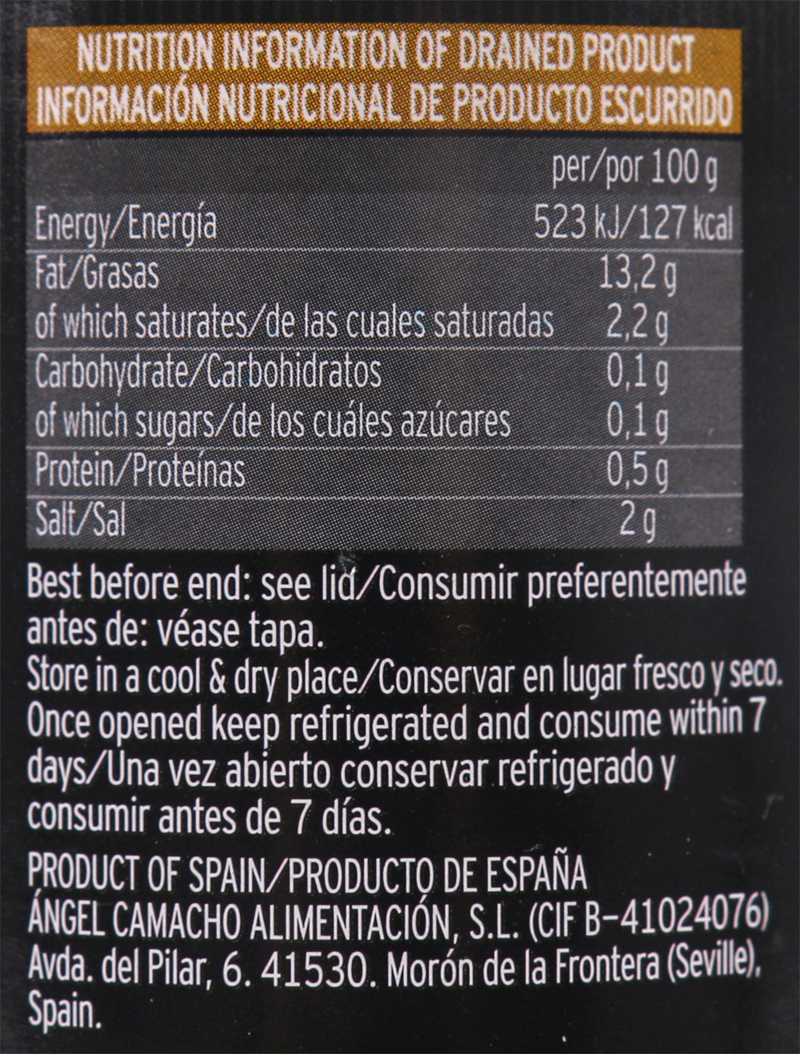 NUTRITION INFORMATION OF DRAINED PRODUCT
INFORMACIÓN NUTRICIONAL DE PRODUCTO ESCURRIDO
per/por 100 g
Energy/Energía 523 kJ/127 kcal
Fat/Grasas 13,2 g
of which saturates/de las cuales saturadas 2,2 g
Carbohydrate/Carbohidratos 0,1 g
of which sugars/de los cuáles azúcares 0,1 g
Protein/Proteínas 0,5 g
Salt/Sal 2 g
Best before end: see lid/Consumir preferentemente
antes de: véase tapa.
Store in a cool & dry place/Conservar en lugar fresco y seco.
Once opened keep refrigerated and consume within 7
days/Una vez abierto conservar refrigerado y
consumir antes de 7 días.
PRODUCT OF SPAIN/PRODUCTO DE ESPAÑA
ÁNGEL CAMACHO ALIMENTACIÓN, S.L. (CIF B-41024076)
Avda. del Pilar, 6. 41530. Morón de la Frontera (Seville),
Spain.